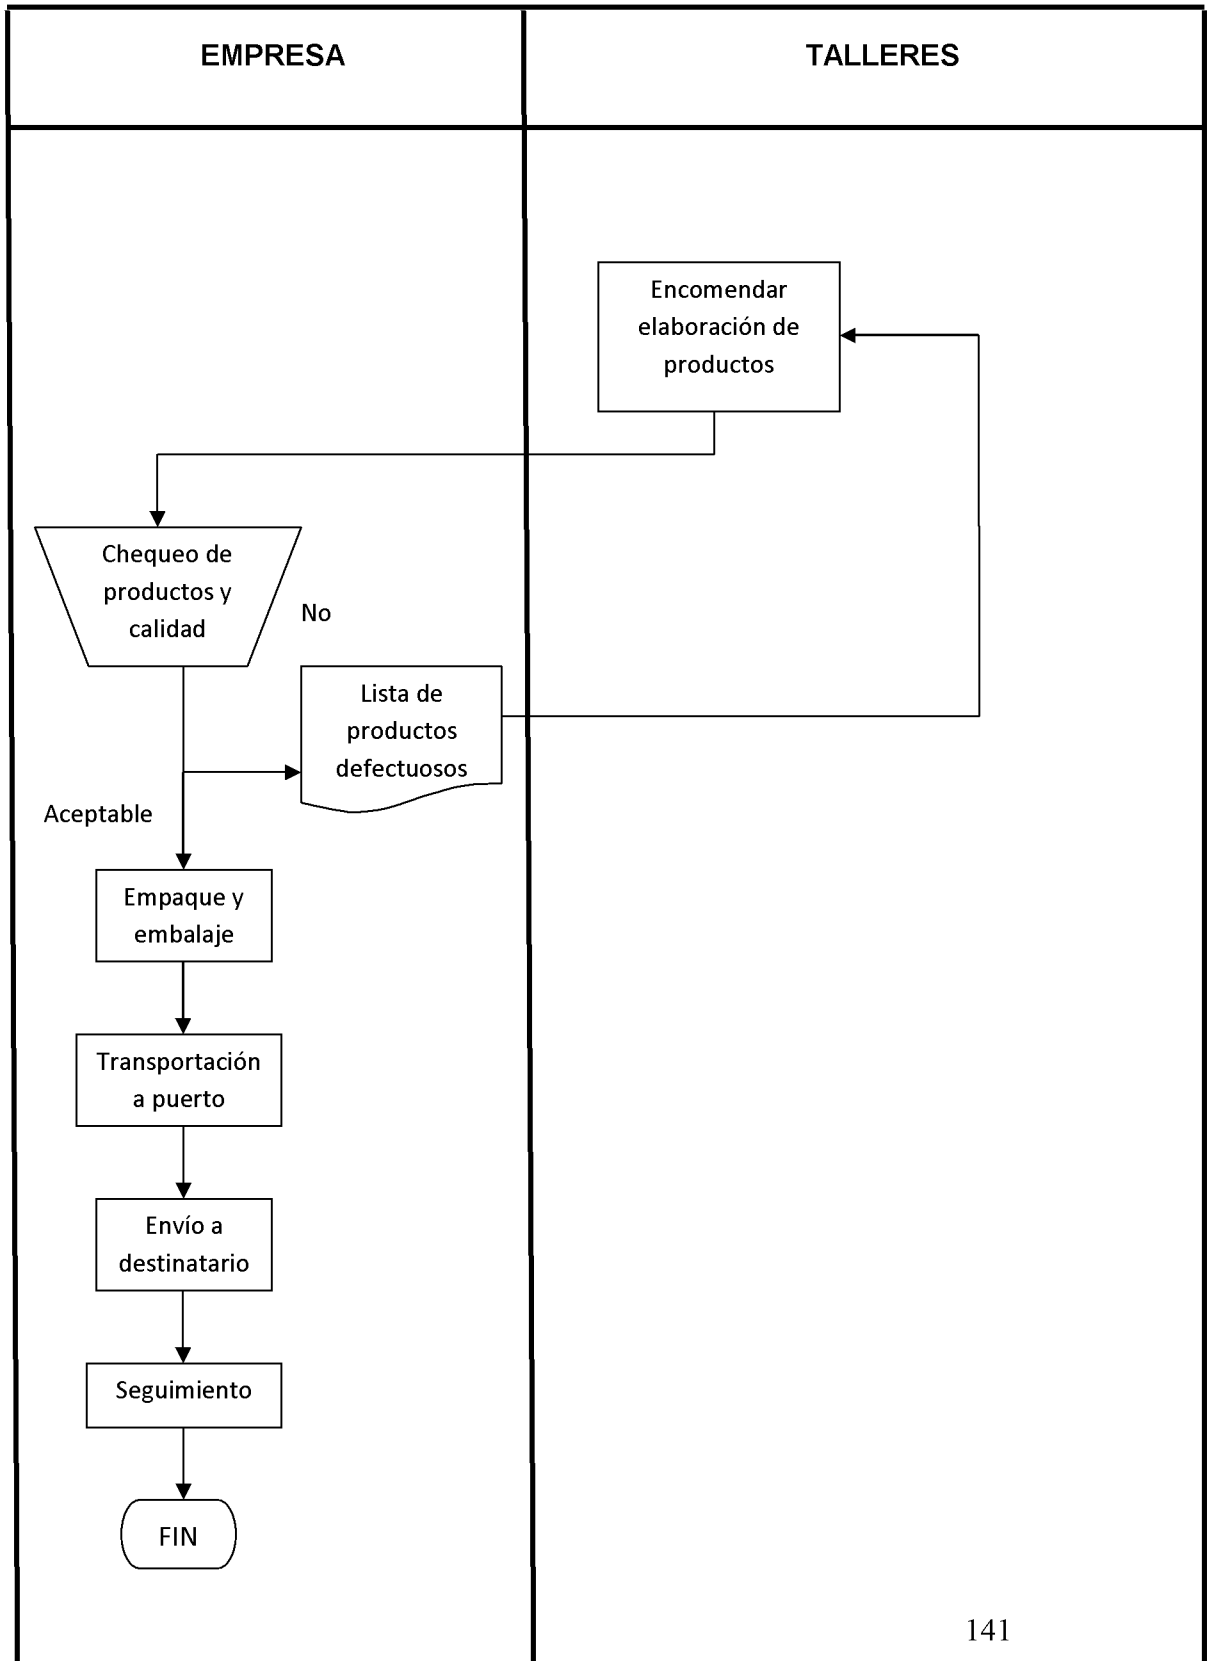 EMPRESA
TALLERES
Encomendar
elaboración de
productos
Chequeo de
productos y
calidad
No
Lista de
productos
defectuosos
Aceptable
Empaque y
embalaje
Transportación
a puerto
Envío a
destinatario
Seguimiento
FIN
141